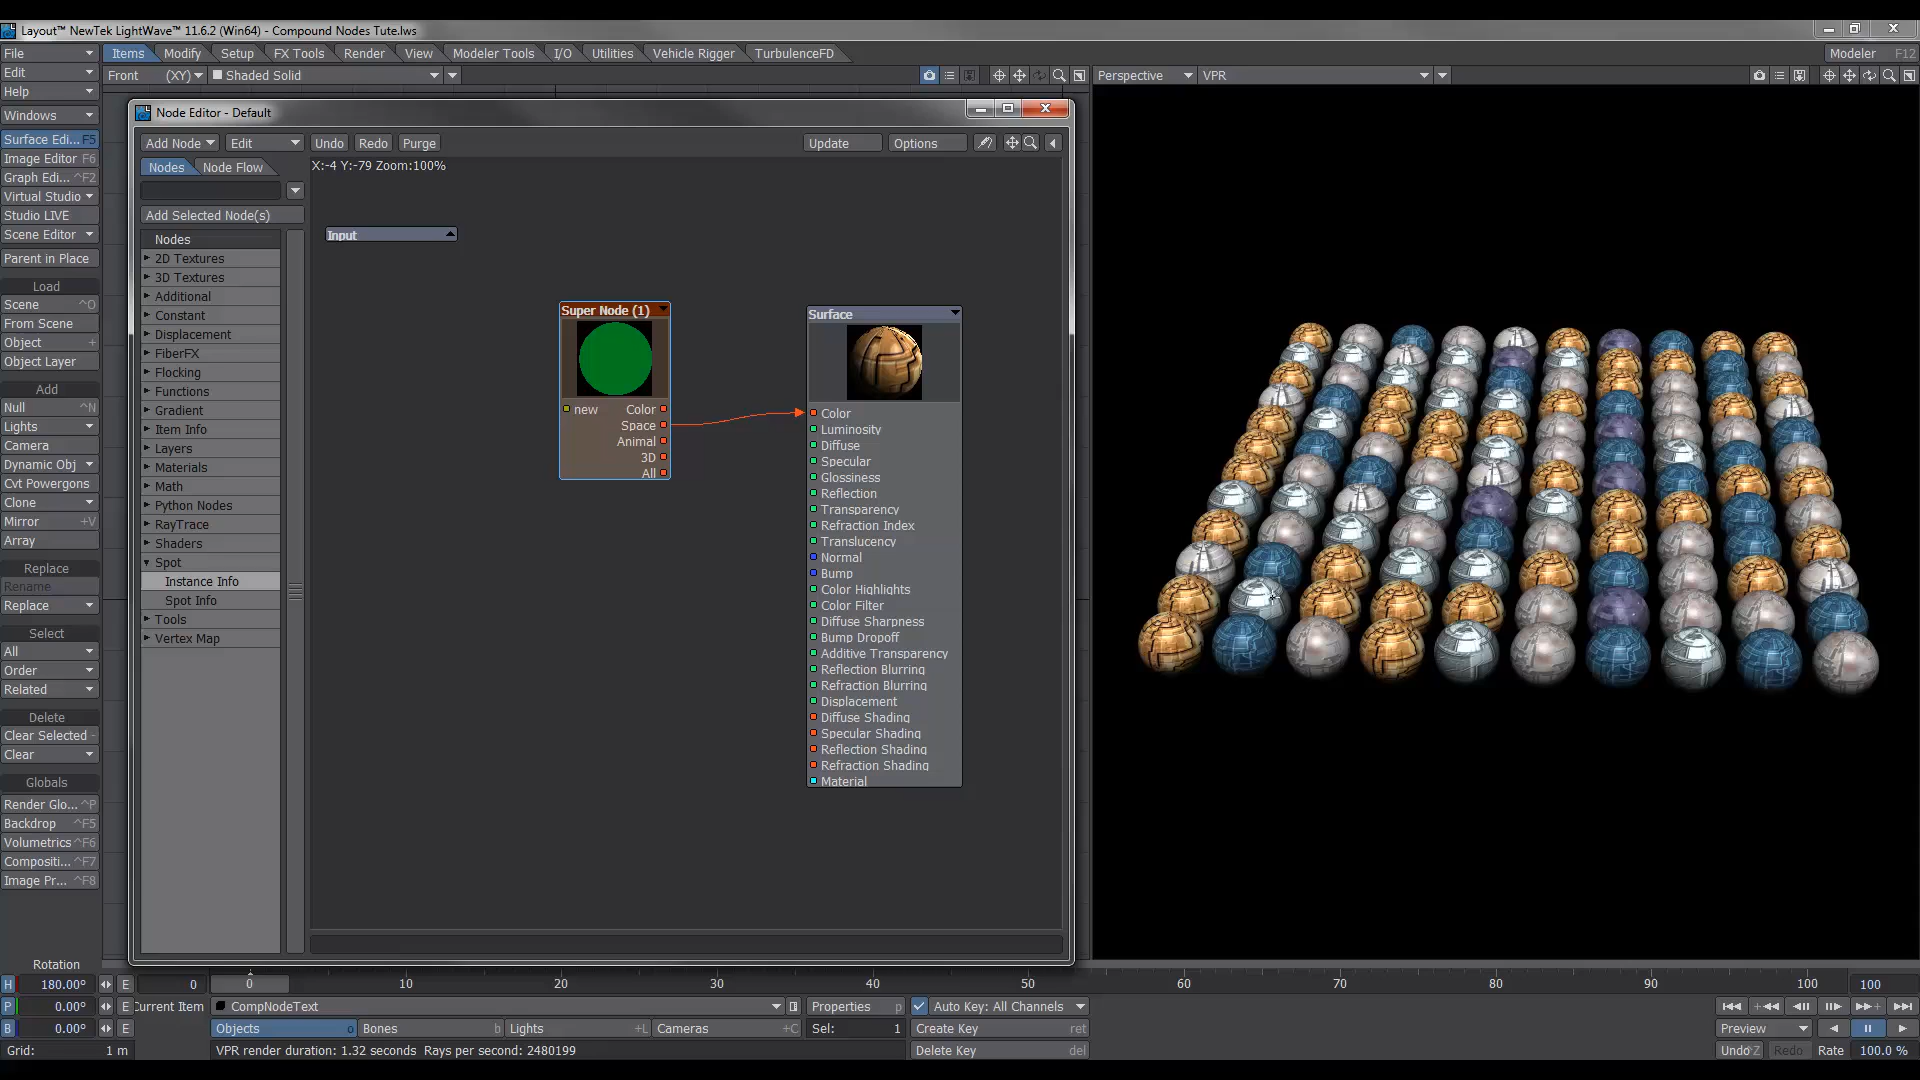 Layout™ NewTek LightWave™ 11.6.2 (Win64) - Compound Nodes Tute.lws
File
Items
Modify
Setup
FX Tools
Render
View
Modeler Tools
I/O
Utilities
Vehicle Rigger
TurbulenceFD
Modeler F12
Edit
Front (XY)
Shaded Solid
Perspective
VPR
Help
Windows
Surface Edi... F5
Image Editor F6
Graph Edi... ^F2
Virtual Studio
Studio LIVE
Scene Editor
Parent in Place
Load
Scene ^O
From Scene
Object +
Object Layer
Add
Null ^N
Lights
Camera
Dynamic Obj
Cvt Powergons
Clone
Mirror +V
Array
Replace
Rename
Replace
Select
All
Order
Related
Delete
Clear Selected -
Clear
Globals
Render Glo... ^P
Backdrop ^F5
Volumetrics ^F6
Compositi... ^F7
Image Pr... ^F8
Node Editor - Default
Add Node
Edit
Undo
Redo
Purge
Update
Options
Nodes
Node Flow
X:-4 Y:-79 Zoom:100%
Add Selected Node(s)
Nodes
2D Textures
3D Textures
Additional
Constant
Displacement
FiberFX
Flocking
Functions
Gradient
Item Info
Layers
Materials
Math
Python Nodes
RayTrace
Shaders
Spot
Instance Info
Spot Info
Tools
Vertex Map
Input
Super Node (1)
new Color
Space
Animal
3D
All
Surface
Color
Luminosity
Diffuse
Specular
Glossiness
Reflection
Transparency
Refraction Index
Translucency
Normal
Bump
Color Highlights
Color Filter
Diffuse Sharpness
Bump Dropoff
Additive Transparency
Reflection Blurring
Refraction Blurring
Displacement
Diffuse Shading
Specular Shading
Reflection Shading
Refraction Shading
Material
Rotation
H 180.00º E
0
0 10 20 30 40 50 60 70 80 90 100
100
P 0.00º E
Current Item
CompNodeText
Properties p
Auto Key: All Channels
B 0.00º E
Objects o
Bones b
Lights +L
Cameras +C
Sel: 1
Create Key ret
Preview
Grid: 1 m
VPR render duration: 1.32 seconds Rays per second: 2480199
Delete Key del
Undo ^Z
Redo
Rate 100.0 %